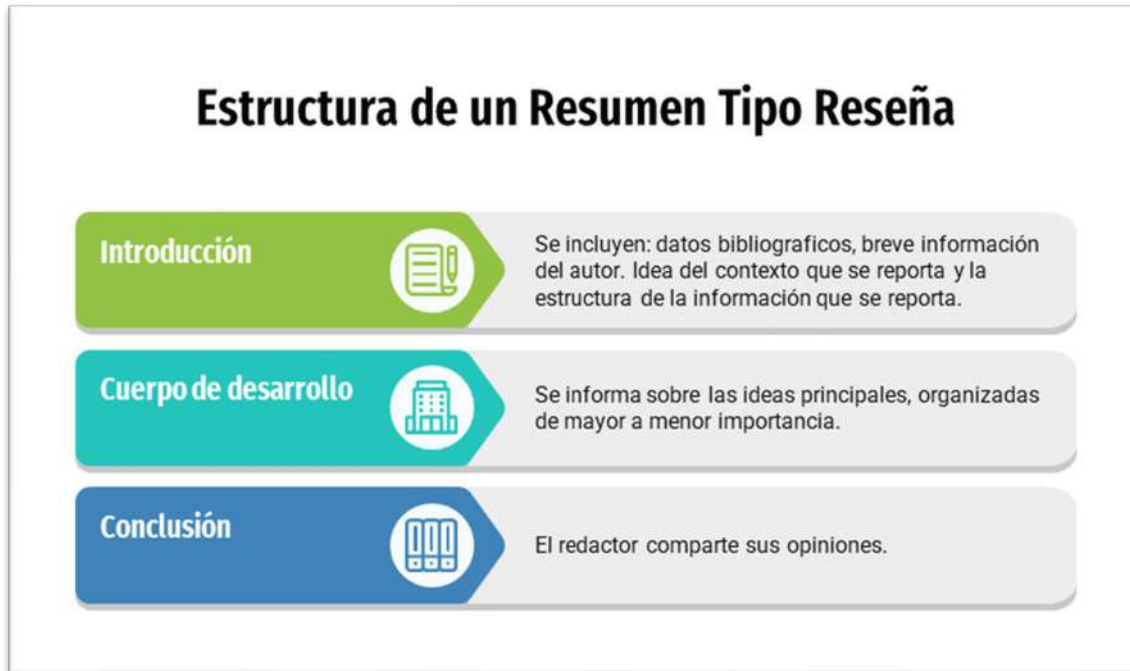 Estructura de un Resumen Tipo Reseña
Introducción
Se incluyen: datos bibliograficos, breve información
del autor. Idea del contexto que se reporta y la
estructura de la información que se reporta.
Cuerpo de desarrollo
Se informa sobre las ideas principales, organizadas
de mayor a menor importancia.
Conclusión
El redactor comparte sus opiniones.